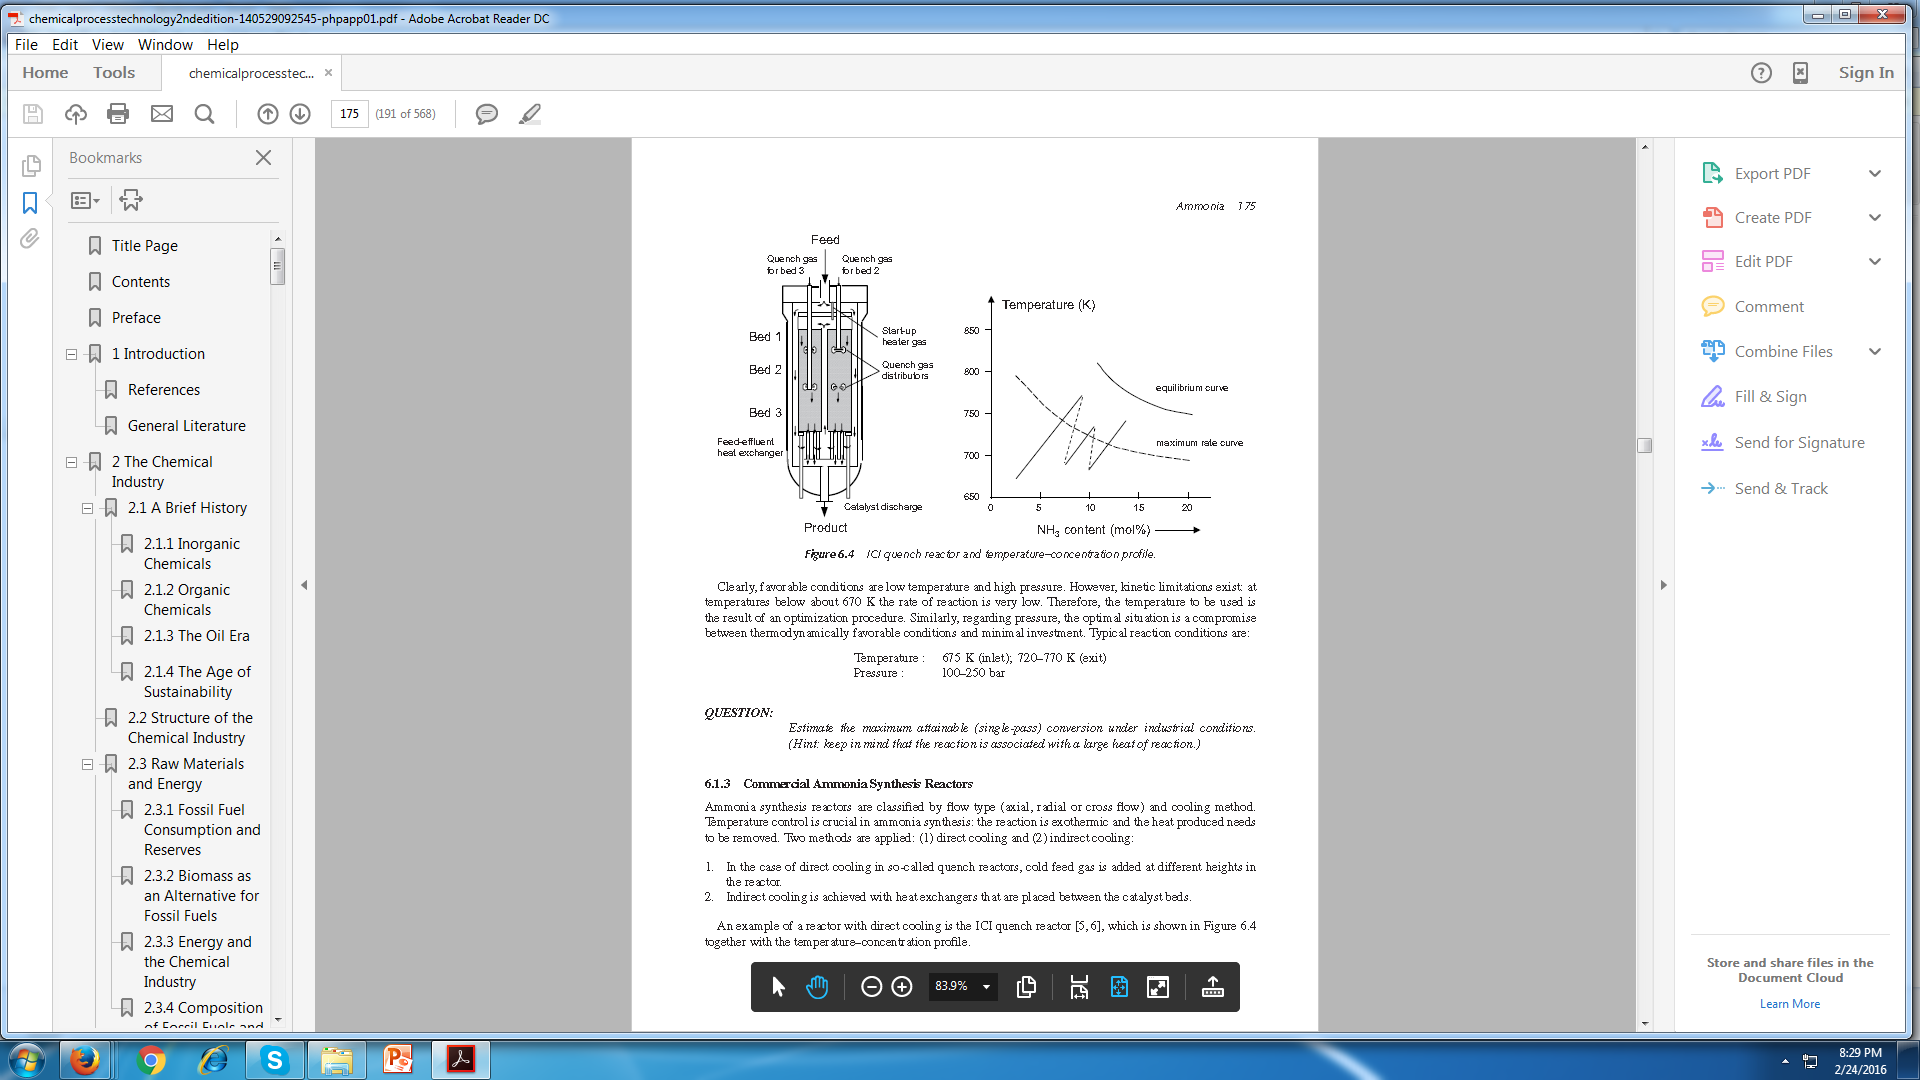 chemicalprocesstechnology2ndedition-140529092545-phpapp01.pdf - Adobe Acrobat Reader DC
File Edit View Window Help
Home Tools chemicalprocesstec... × Sign In
175 (191 of 568)
Bookmarks
Title Page
Contents
Preface
1 Introduction
References
General Literature
2 The Chemical
Industry
2.1 A Brief History
2.1.1 Inorganic
Chemicals
2.1.2 Organic
Chemicals
2.1.3 The Oil Era
2.1.4 The Age of
Sustainability
2.2 Structure of the
Chemical Industry
2.3 Raw Materials
and Energy
2.3.1 Fossil Fuel
Consumption and
Reserves
2.3.2 Biomass as
an Alternative for
Fossil Fuels
2.3.3 Energy and
the Chemical
Industry
2.3.4 Composition
of Fossil Fuels and
Ammonia 175
Feed
Quench gas
for bed 3
Quench gas
for bed 2
Bed 1
Bed 2
Bed 3
Start-up
heater gas
Quench gas
distributors
Feed-effluent
heat exchanger
Catalyst discharge
Product
Temperature (K)
850
800
750
700
650
0 5 10 15 20
equilibrium curve
maximum rate curve
NH3 content (mol%)
Figure 6.4 ICI quench reactor and temperature–concentration profile.
Clearly, favorable conditions are low temperature and high pressure. However, kinetic limitations exist: at
temperatures below about 670 K the rate of reaction is very low. Therefore, the temperature to be used is
the result of an optimization procedure. Similarly, regarding pressure, the optimal situation is a compromise
between thermodynamically favorable conditions and minimal investment. Typical reaction conditions are:
Temperature : 675 K (inlet); 720–770 K (exit)
Pressure : 100–250 bar
QUESTION:
Estimate the maximum attainable (single-pass) conversion under industrial conditions.
(Hint: keep in mind that the reaction is associated with a large heat of reaction.)
6.1.3 Commercial Ammonia Synthesis Reactors
Ammonia synthesis reactors are classified by flow type (axial, radial or cross flow) and cooling method.
Temperature control is crucial in ammonia synthesis: the reaction is exothermic and the heat produced needs
to be removed. Two methods are applied: (1) direct cooling and (2) indirect cooling:
1. In the case of direct cooling in so-called quench reactors, cold feed gas is added at different heights in
the reactor.
2. Indirect cooling is achieved with heat exchangers that are placed between the catalyst beds.
An example of a reactor with direct cooling is the ICI quench reactor [5, 6], which is shown in Figure 6.4
together with the temperature–concentration profile.
83.9%
Export PDF
Create PDF
Edit PDF
Comment
Combine Files
Fill & Sign
Send for Signature
Send & Track
Store and share files in the
Document Cloud
Learn More
8:29 PM
2/24/2016